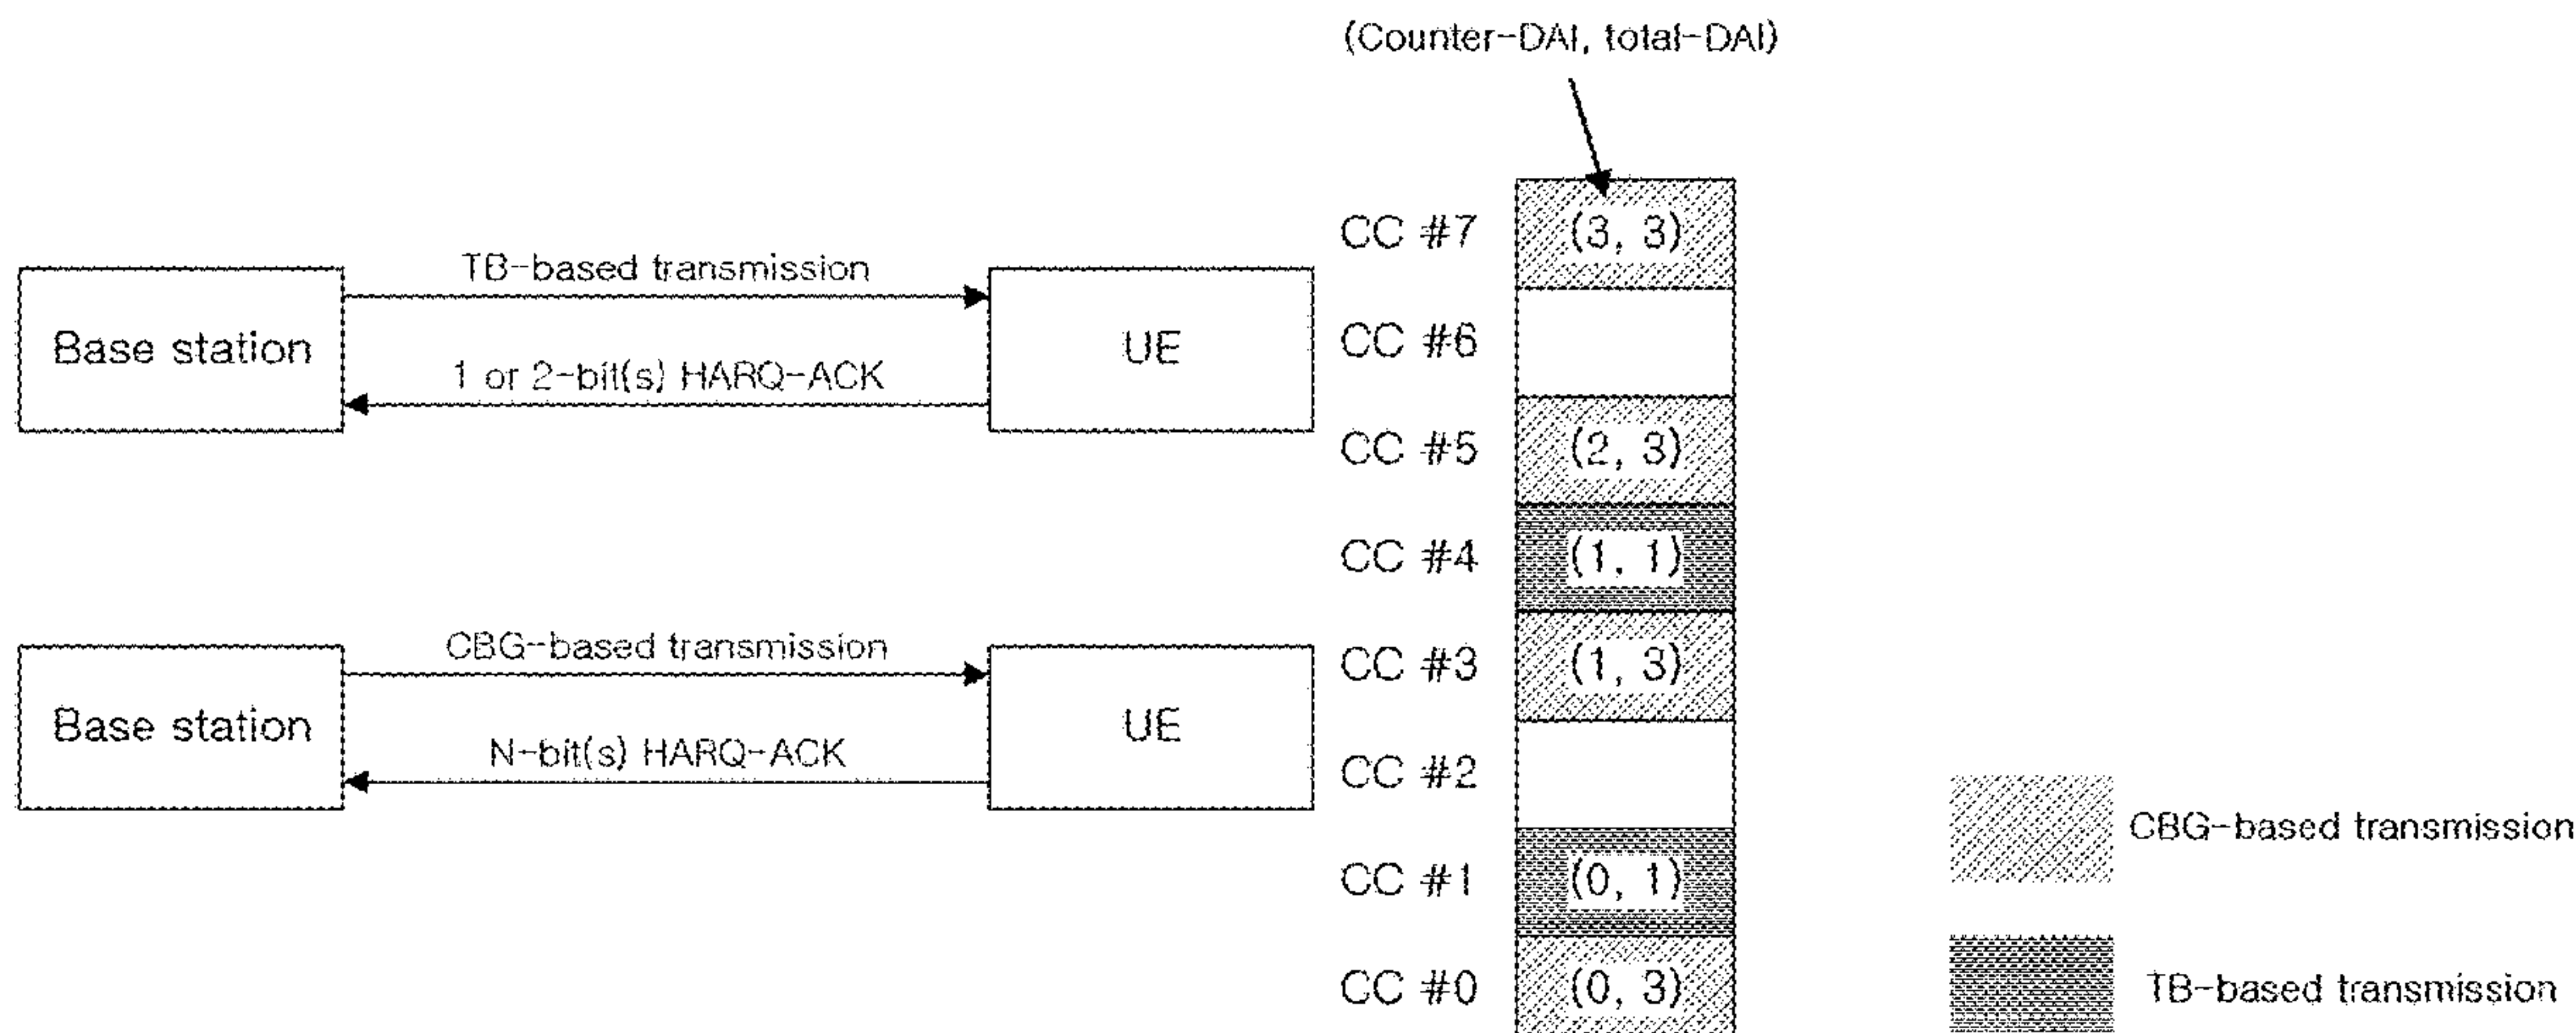 (Counter-DAI, total-DAI)
Base station
TB-based transmission
1 or 2-bit(s) HARQ-ACK
UE
Base station
CBG-based transmission
N-bit(s) HARQ-ACK
UE
CC #7 (3, 3)
CC #6
CC #5 (2, 3)
CC #4 (1, 1)
CC #3 (1, 3)
CC #2
CC #1 (0, 1)
CC #0 (0, 3)
CBG-based transmission
TB-based transmission